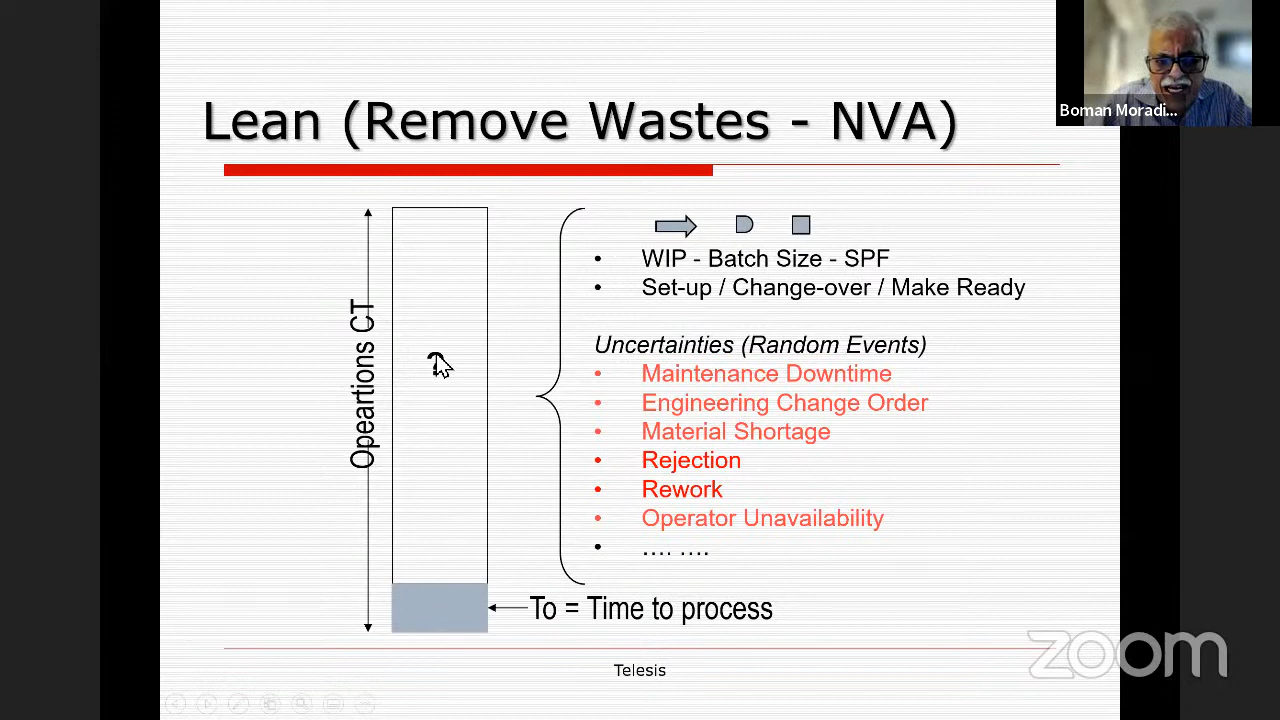 Boman Moradi...
Lean (Remove Wastes - NVA)
Opeartions CT
?
• WIP - Batch Size - SPF
• Set-up / Change-over / Make Ready
Uncertainties (Random Events)
• Maintenance Downtime
• Engineering Change Order
• Material Shortage
• Rejection
• Rework
• Operator Unavailability
• .... ....
To = Time to process
Telesis
zoom